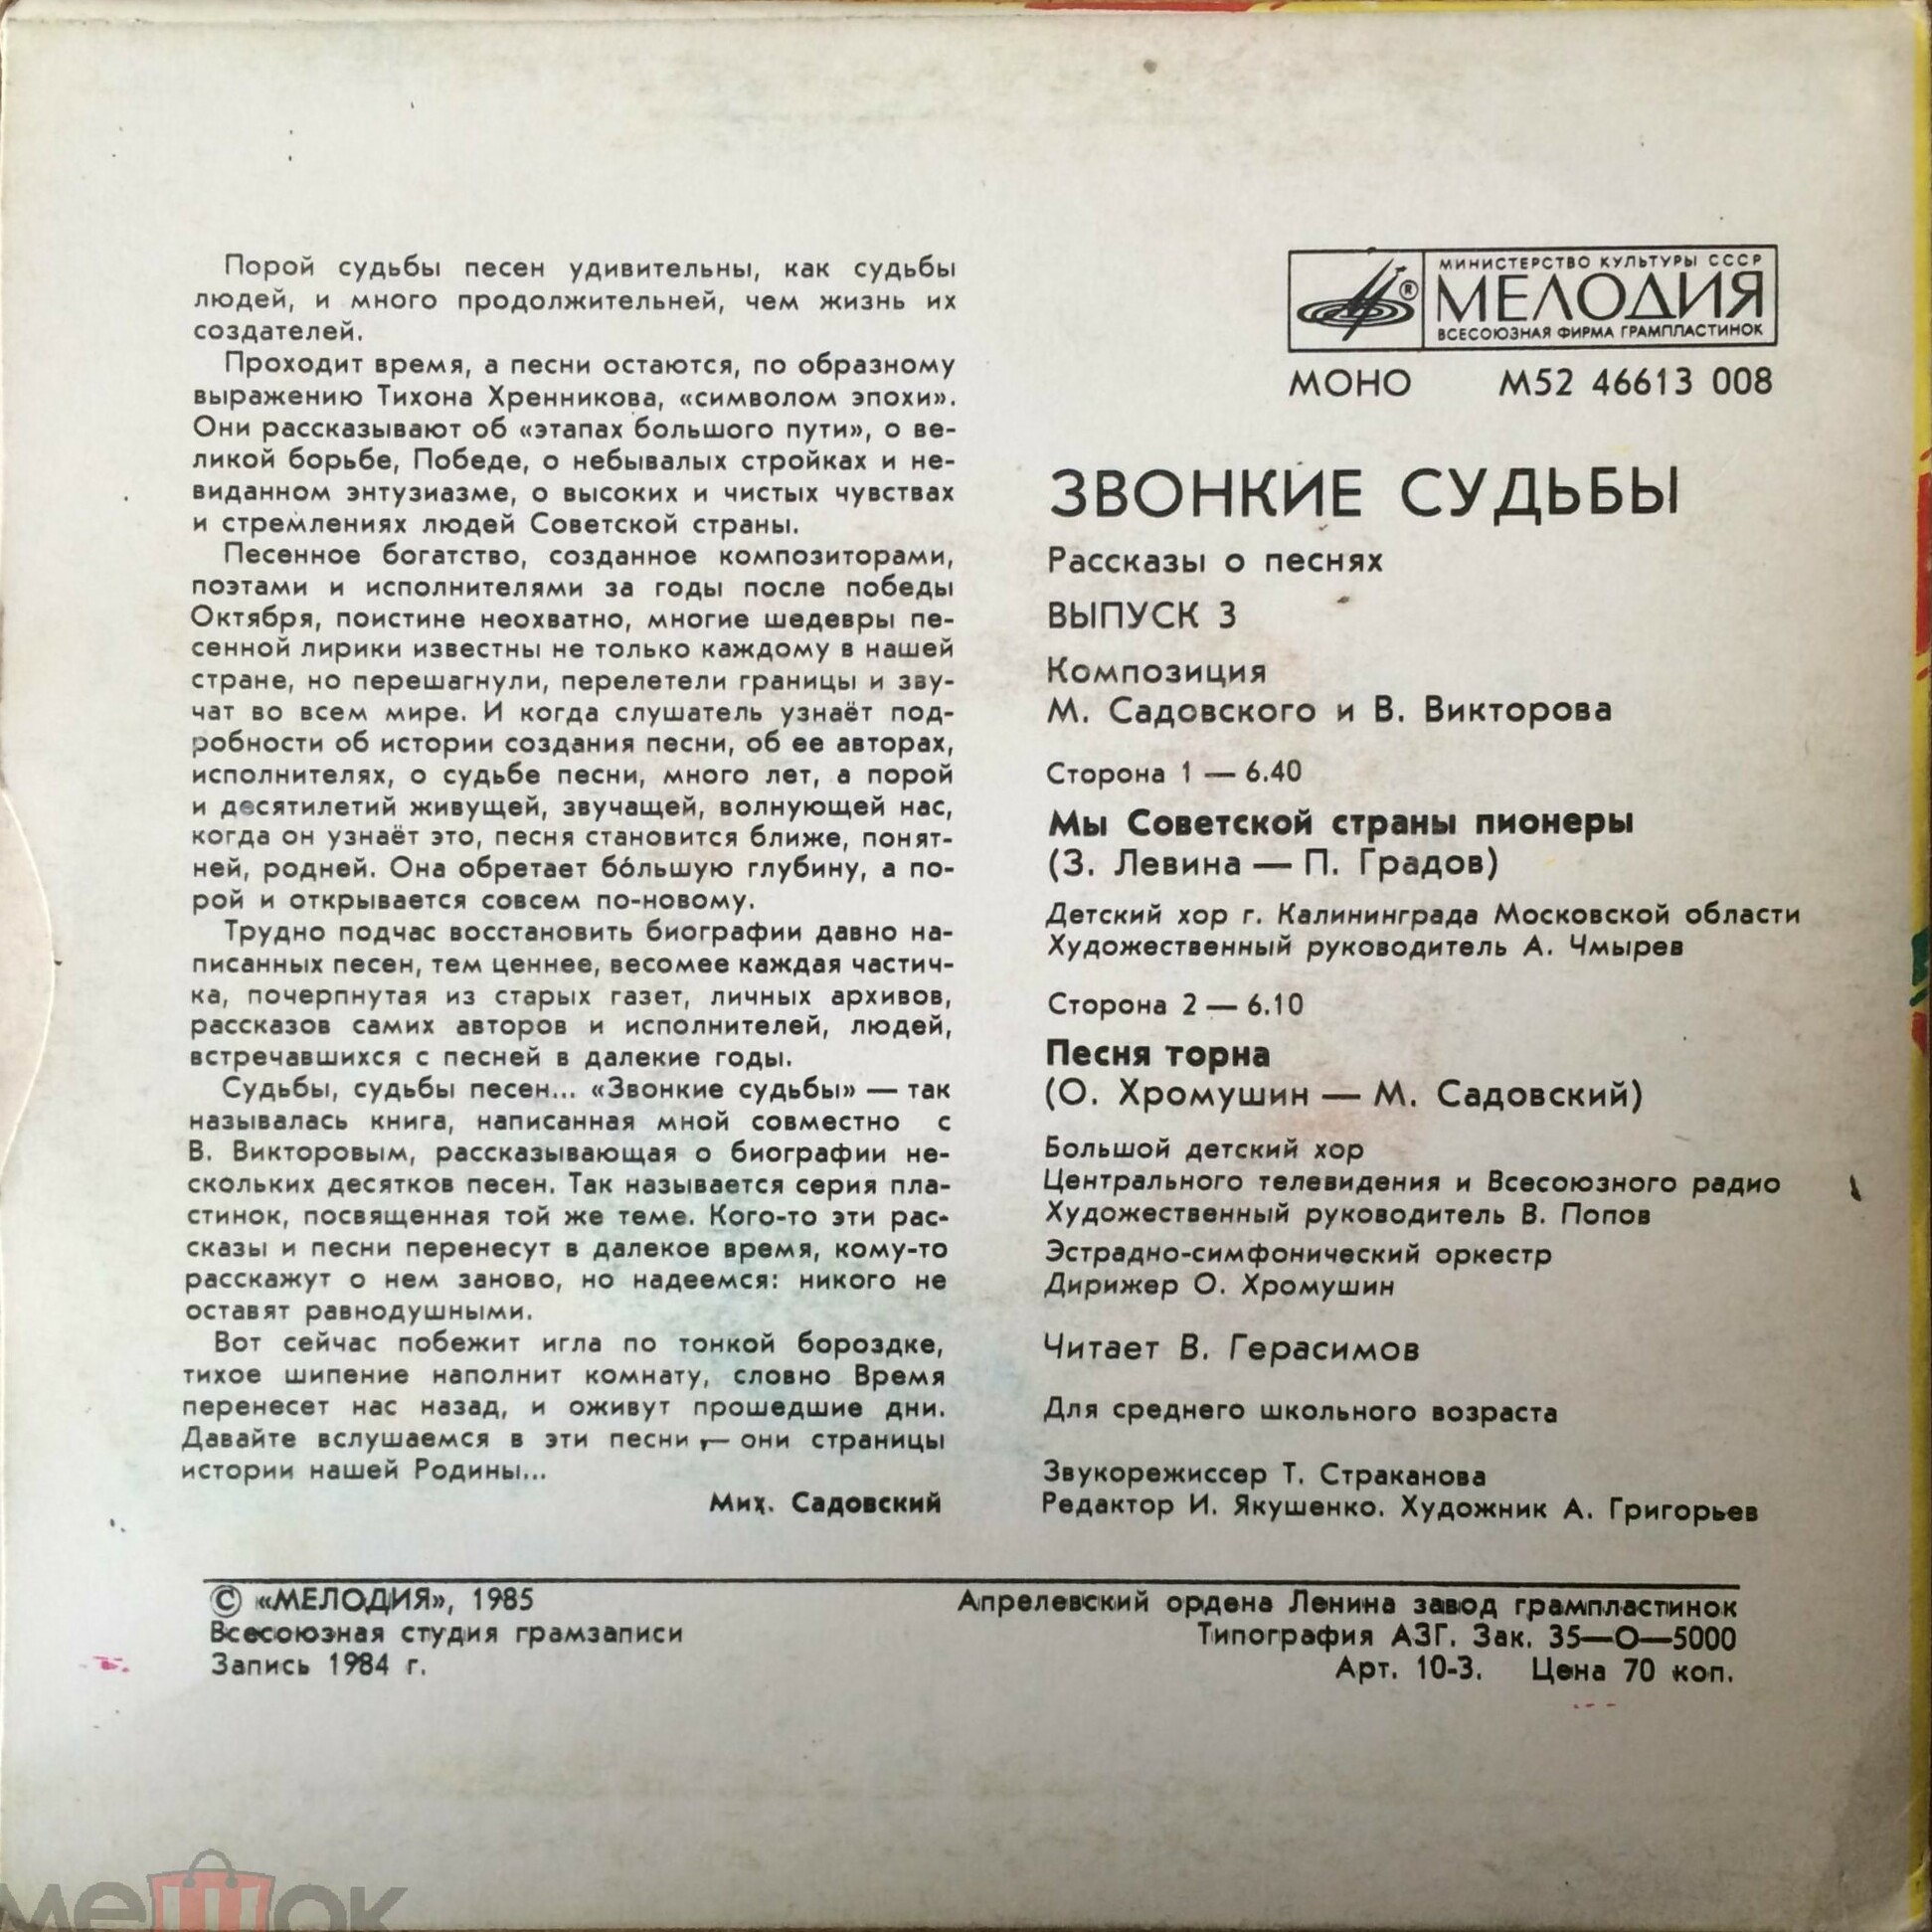 Порой судьбы песен удивительны, как судьбы
людей, и много продолжительней, чем жизнь их
создателей.
Проходит время, а песни остаются, по образному
выражению Тихона Хренникова, «символом эпохи».
Они рассказывают об «этапах большого пути», о ве-
ликой борьбе, Победе, о небывалых стройках и не-
виданном энтузиазме, о высоких и чистых чувствах
и стремлениях людей Советской страны.
Песенное богатство, созданное композиторами,
поэтами и исполнителями за годы после победы
Октября, поистине неохватно, многие шедевры пе-
сенной лирики известны не только каждому в нашей
стране, но перешагнули, перелетели границы и зву-
чат во всем мире. И когда слушатель узнаёт под-
робности об истории создания песни, об ее авторах,
исполнителях, о судьбе песни, много лет, а порой
и десятилетий живущей, звучащей, волнующей нас,
когда он узнаёт это, песня становится ближе, понят-
ней, родней. Она обретает бо́льшую глубину, а по-
рой и открывается совсем по-новому.
Трудно подчас восстановить биографии давно на-
писанных песен, тем ценнее, весомее каждая частич-
ка, почерпнутая из старых газет, личных архивов,
рассказов самих авторов и исполнителей, людей,
встречавшихся с песней в далекие годы.
Судьбы, судьбы песен... «Звонкие судьбы» — так
называлась книга, написанная мной совместно с
В. Викторовым, рассказывающая о биографии не-
скольких десятков песен. Так называется серия пла-
стинок, посвященная той же теме. Кого-то эти рас-
сказы и песни перенесут в далекое время, кому-то
расскажут о нем заново, но надеемся: никого не
оставят равнодушными.
Вот сейчас побежит игла по тонкой бороздке,
тихое шипение наполнит комнату, словно Время
перенесет нас назад, и оживут прошедшие дни.
Давайте вслушаемся в эти песни — они страницы
истории нашей Родины...
Мих. Садовский
МИНИСТЕРСТВО КУЛЬТУРЫ СССР
МЕЛОДИЯ
®
ВСЕСОЮЗНАЯ ФИРМА ГРАМПЛАСТИНОК
МОНО М52 46613 008
ЗВОНКИЕ СУДЬБЫ
Рассказы о песнях
ВЫПУСК 3
Композиция
М. Садовского и В. Викторова
Сторона 1 — 6.40
Мы Советской страны пионеры
(З. Левина — П. Градов)
Детский хор г. Калининграда Московской области
Художественный руководитель А. Чмырев
Сторона 2 — 6.10
Песня торна
(О. Хромушин — М. Садовский)
Большой детский хор
Центрального телевидения и Всесоюзного радио
Художественный руководитель В. Попов
Эстрадно-симфонический оркестр
Дирижер О. Хромушин
Читает В. Герасимов
Для среднего школьного возраста
Звукорежиссер Т. Страканова
Редактор И. Якушенко. Художник А. Григорьев
© «МЕЛОДИЯ», 1985
Всесоюзная студия грамзаписи
Запись 1984 г.
Апрелевский ордена Ленина завод грампластинок
Типография АЗГ. Зак. 35—О—5000
Арт. 10-3. Цена 70 коп.
мешок